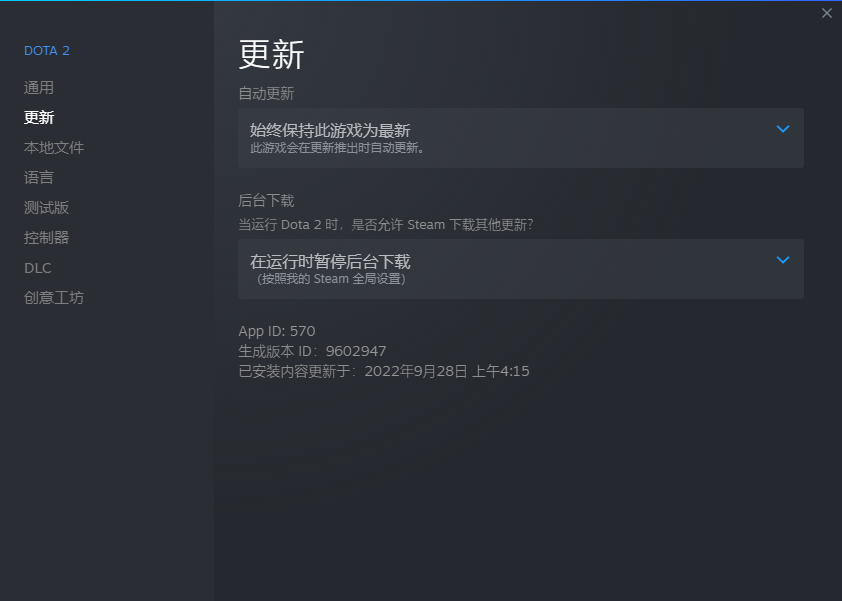 DOTA 2
通用
更新
本地文件
语言
测试版
控制器
DLC
创意工坊
更新
自动更新
始终保持此游戏为最新
此游戏会在更新推出时自动更新。
后台下载
当运行 Dota 2 时，是否允许 Steam 下载其他更新?
在运行时暂停后台下载
（按照我的 Steam 全局设置）
App ID: 570
生成版本 ID：9602947
已安装内容更新于：2022年9月28日 上午4:15